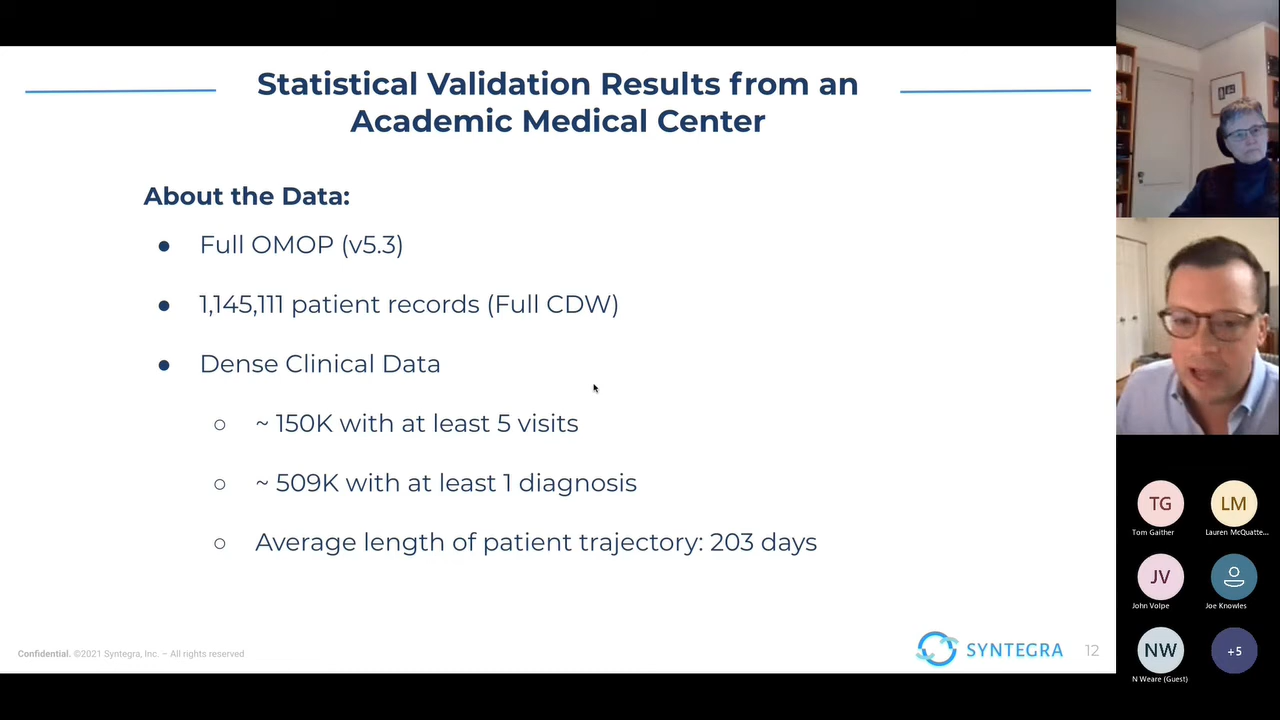 Statistical Validation Results from an
Academic Medical Center
About the Data:
● Full OMOP (v5.3)
● 1,145,111 patient records (Full CDW)
● Dense Clinical Data
○ ~ 150K with at least 5 visits
○ ~ 509K with at least 1 diagnosis
○ Average length of patient trajectory: 203 days
Confidential. ©2021 Syntegra, Inc. – All rights reserved
SYNTEGRA
12
TG
LM
Tom Gaither
Lauren McQuatte...
JV
John Volpe
Joe Knowles
NW
+5
N Weare (Guest)